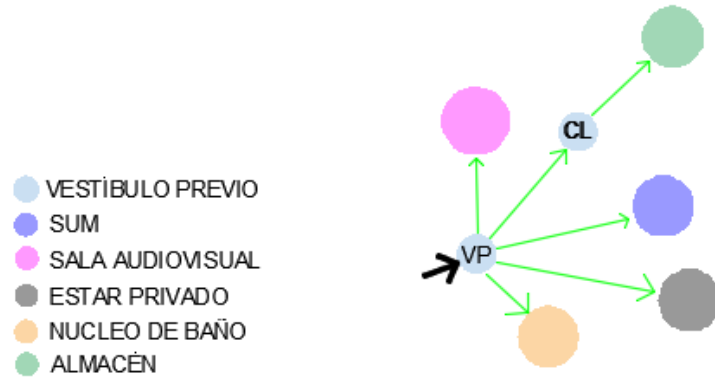 CL
VESTÍBULO PREVIO
SUM
VP
SALA AUDIOVISUAL
ESTAR PRIVADO
NUCLEO DE BAÑO
ALMACÉN